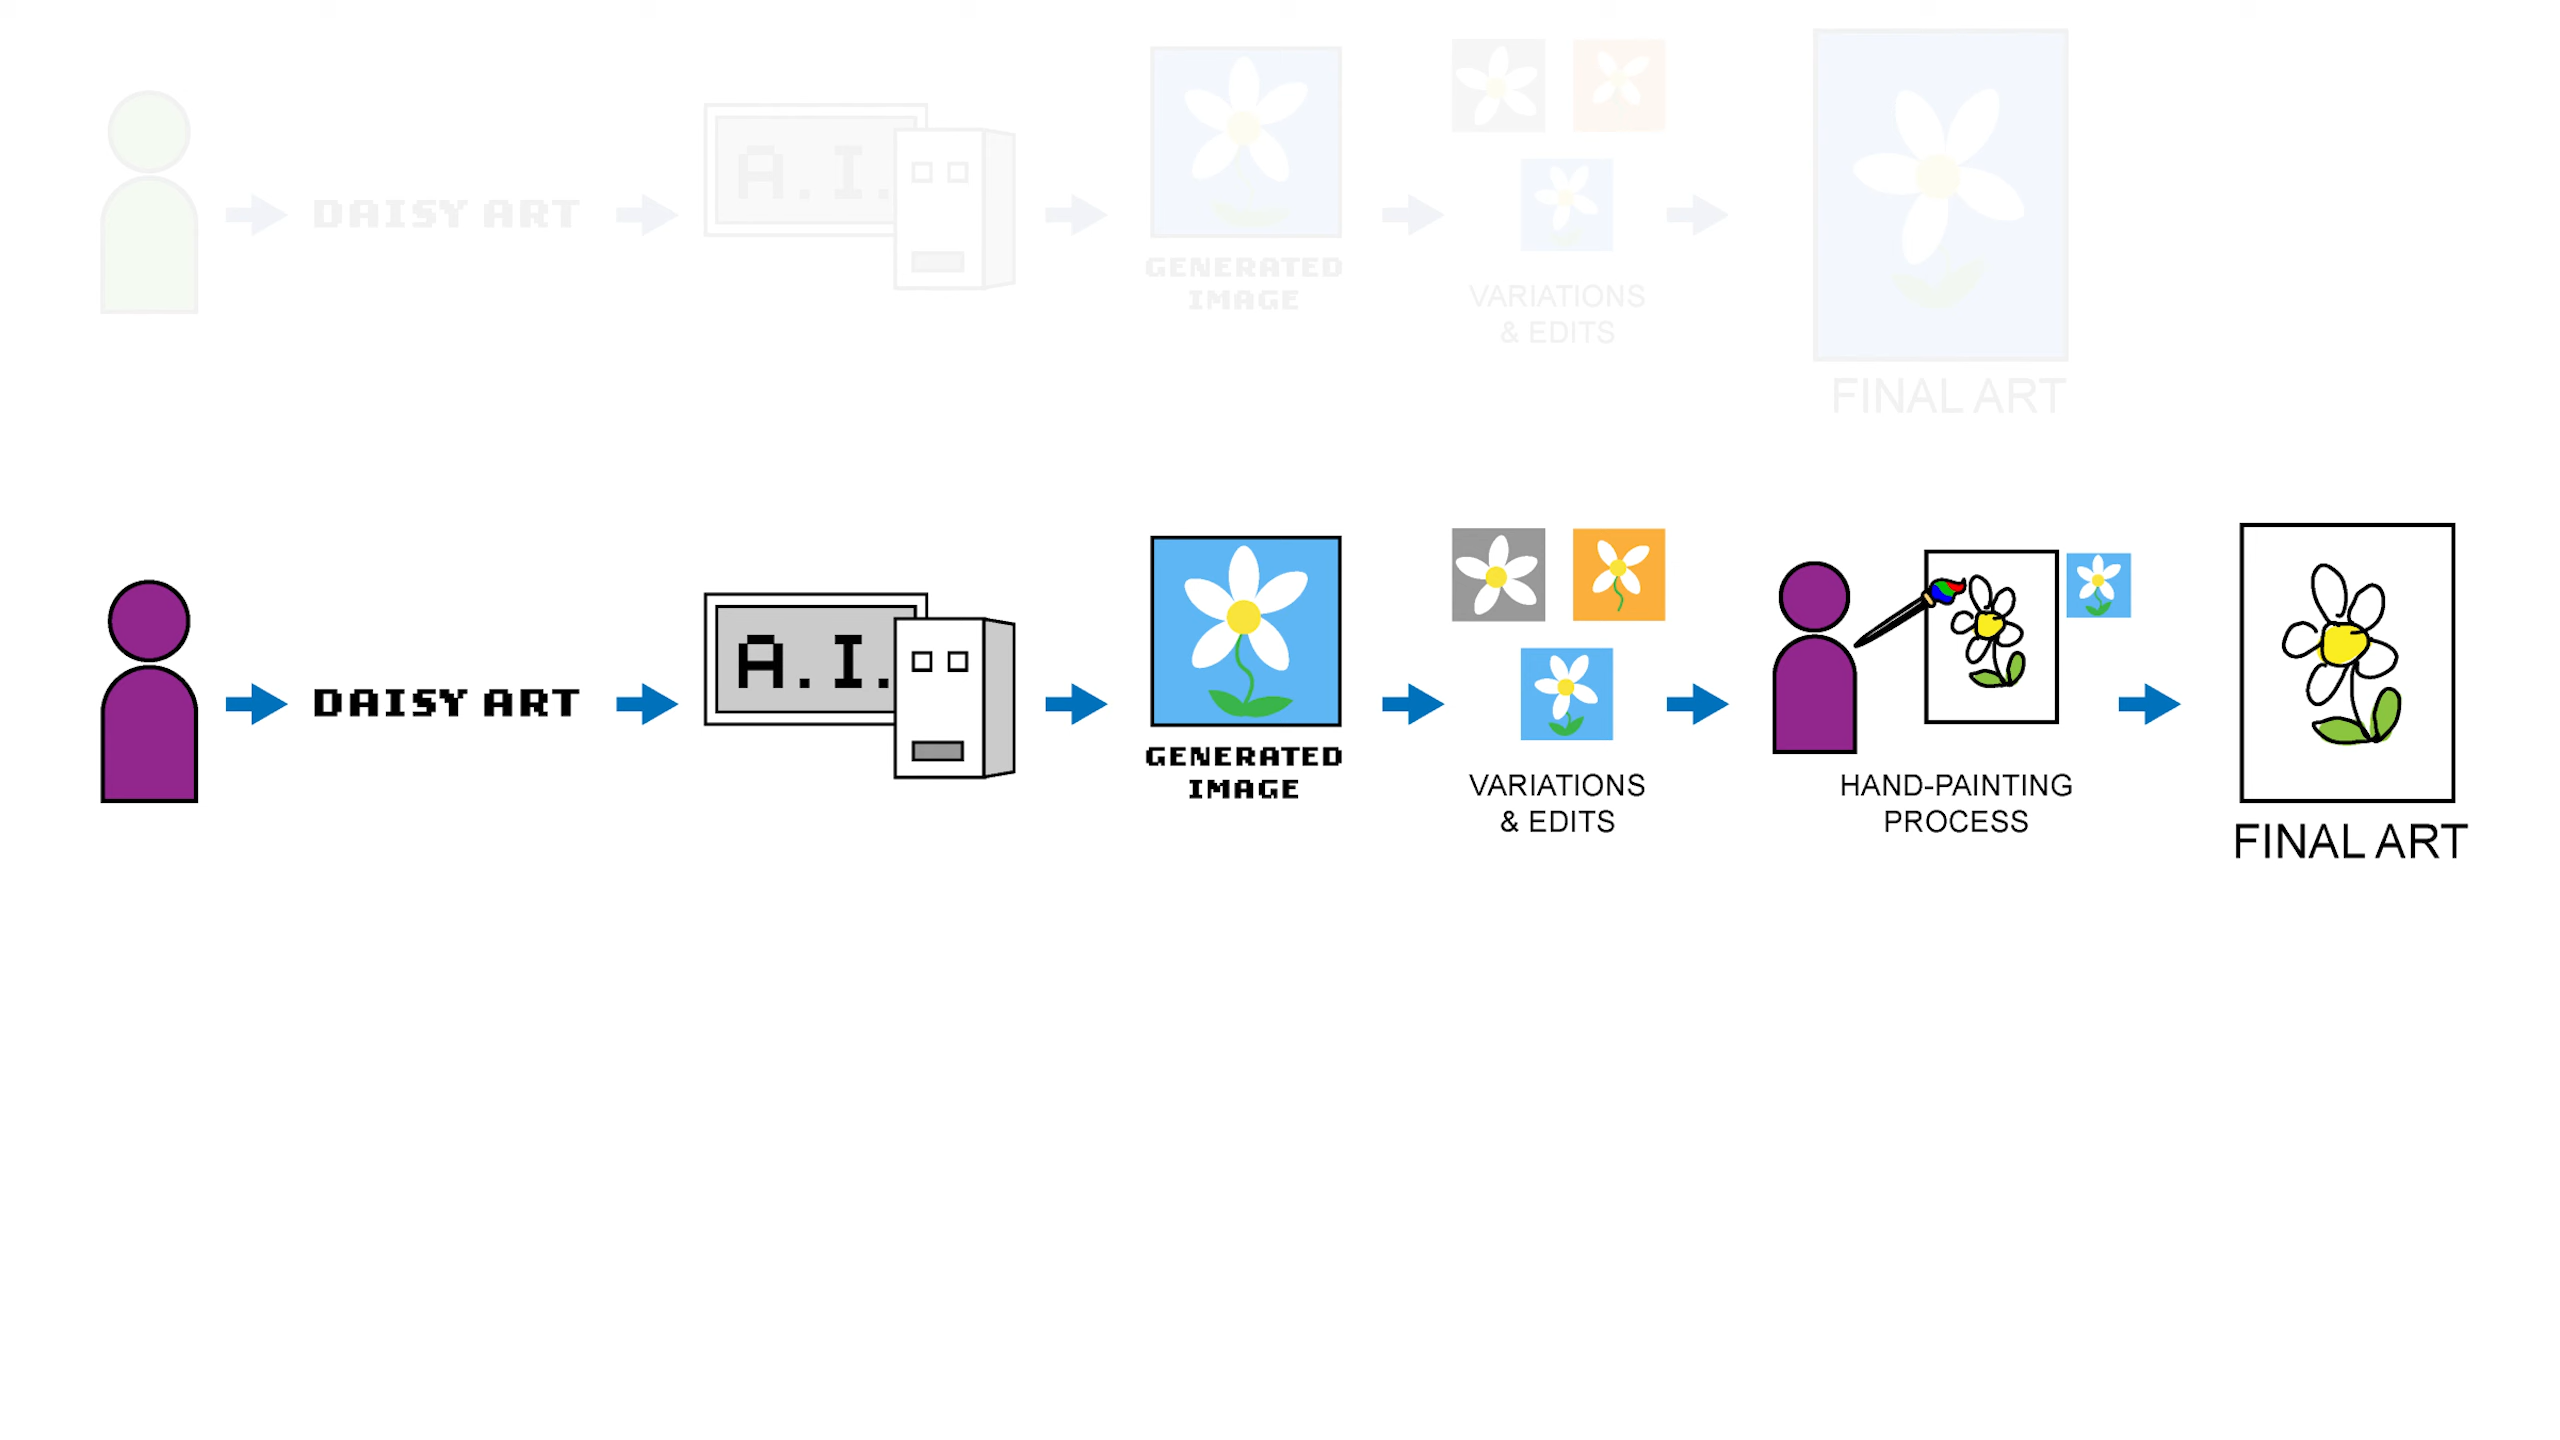 DAISY ART
A.I.
GENERATED
IMAGE
VARIATIONS
& EDITS
FINAL ART
DAISY ART
A.I.
GENERATED
IMAGE
VARIATIONS
& EDITS
HAND-PAINTING
PROCESS
FINAL ART